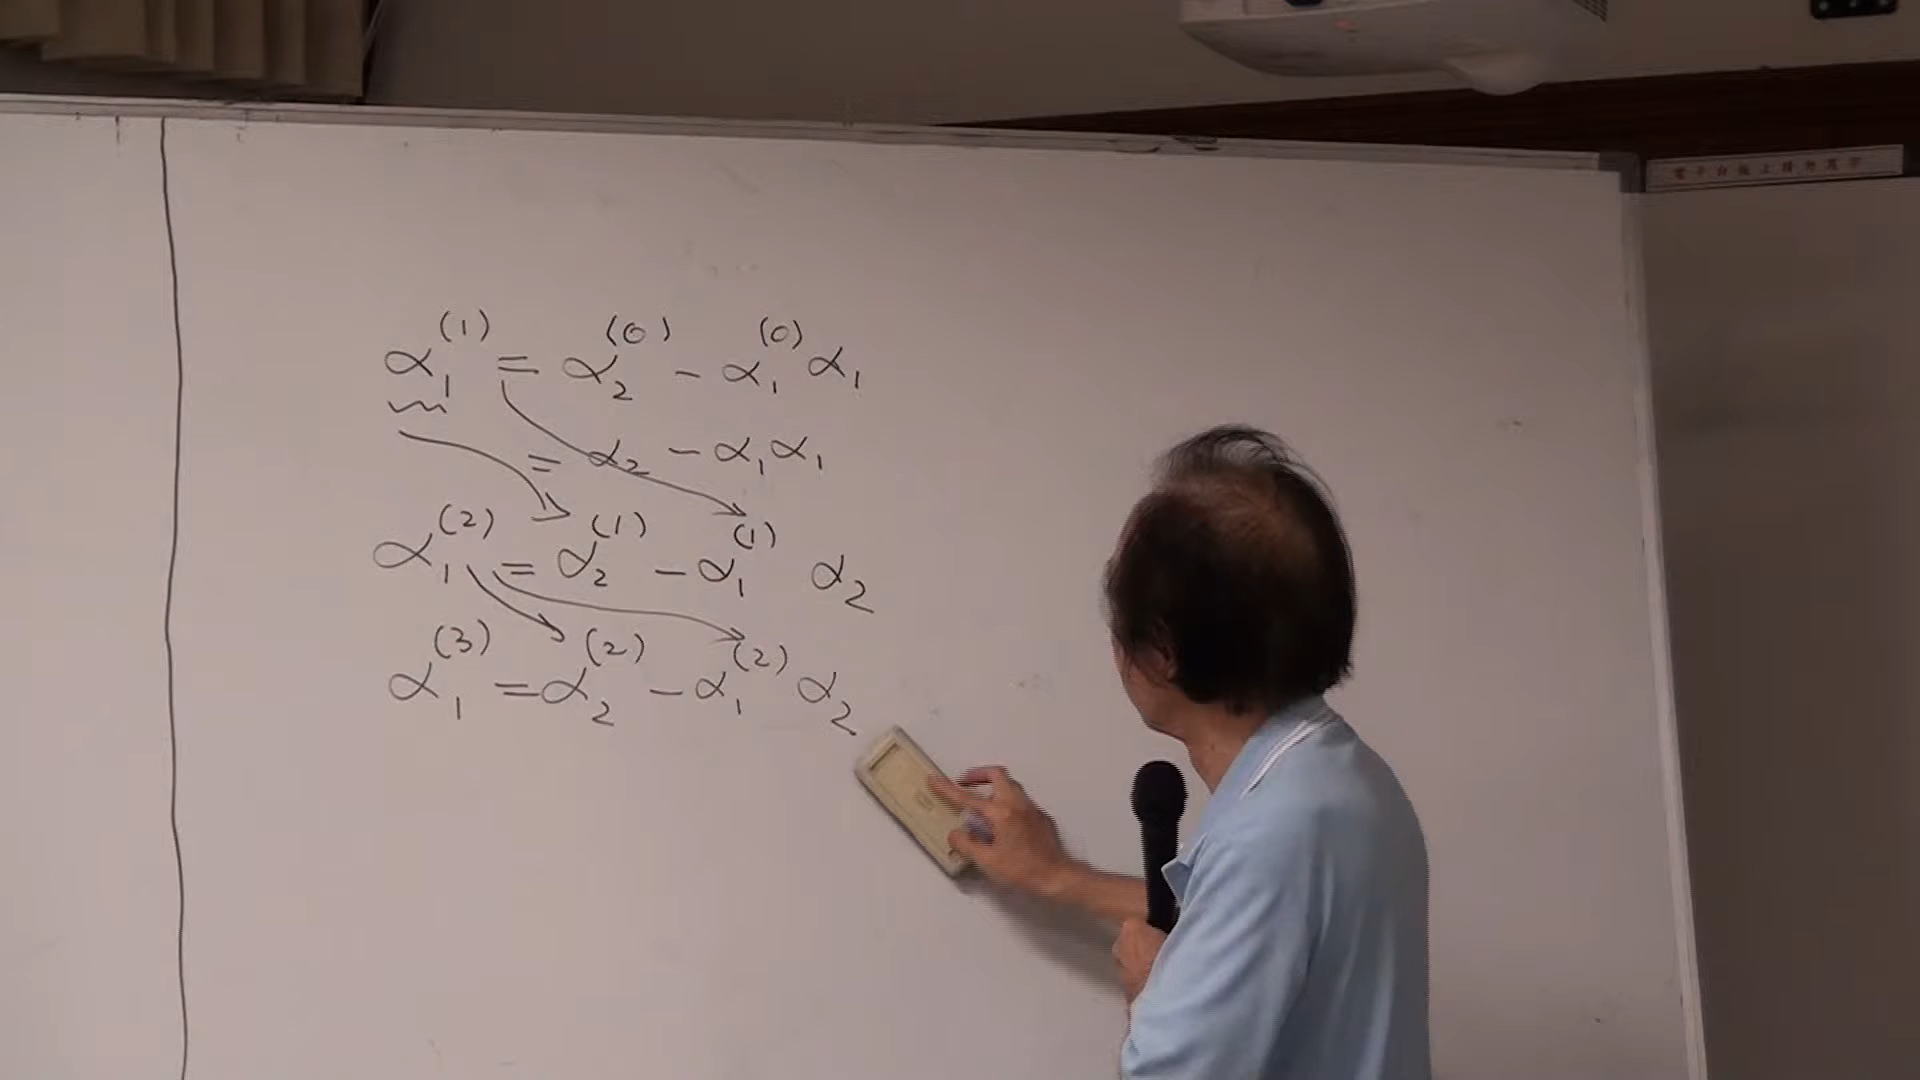 α₁⁽¹⁾ = α₂⁽⁰⁾ − α₁⁽⁰⁾ α₁
= α₂ − α₁ α₁
α₁⁽²⁾ = α₂⁽¹⁾ − α₁⁽¹⁾ α₂
α₁⁽³⁾ = α₂⁽²⁾ − α₁⁽²⁾ α₂